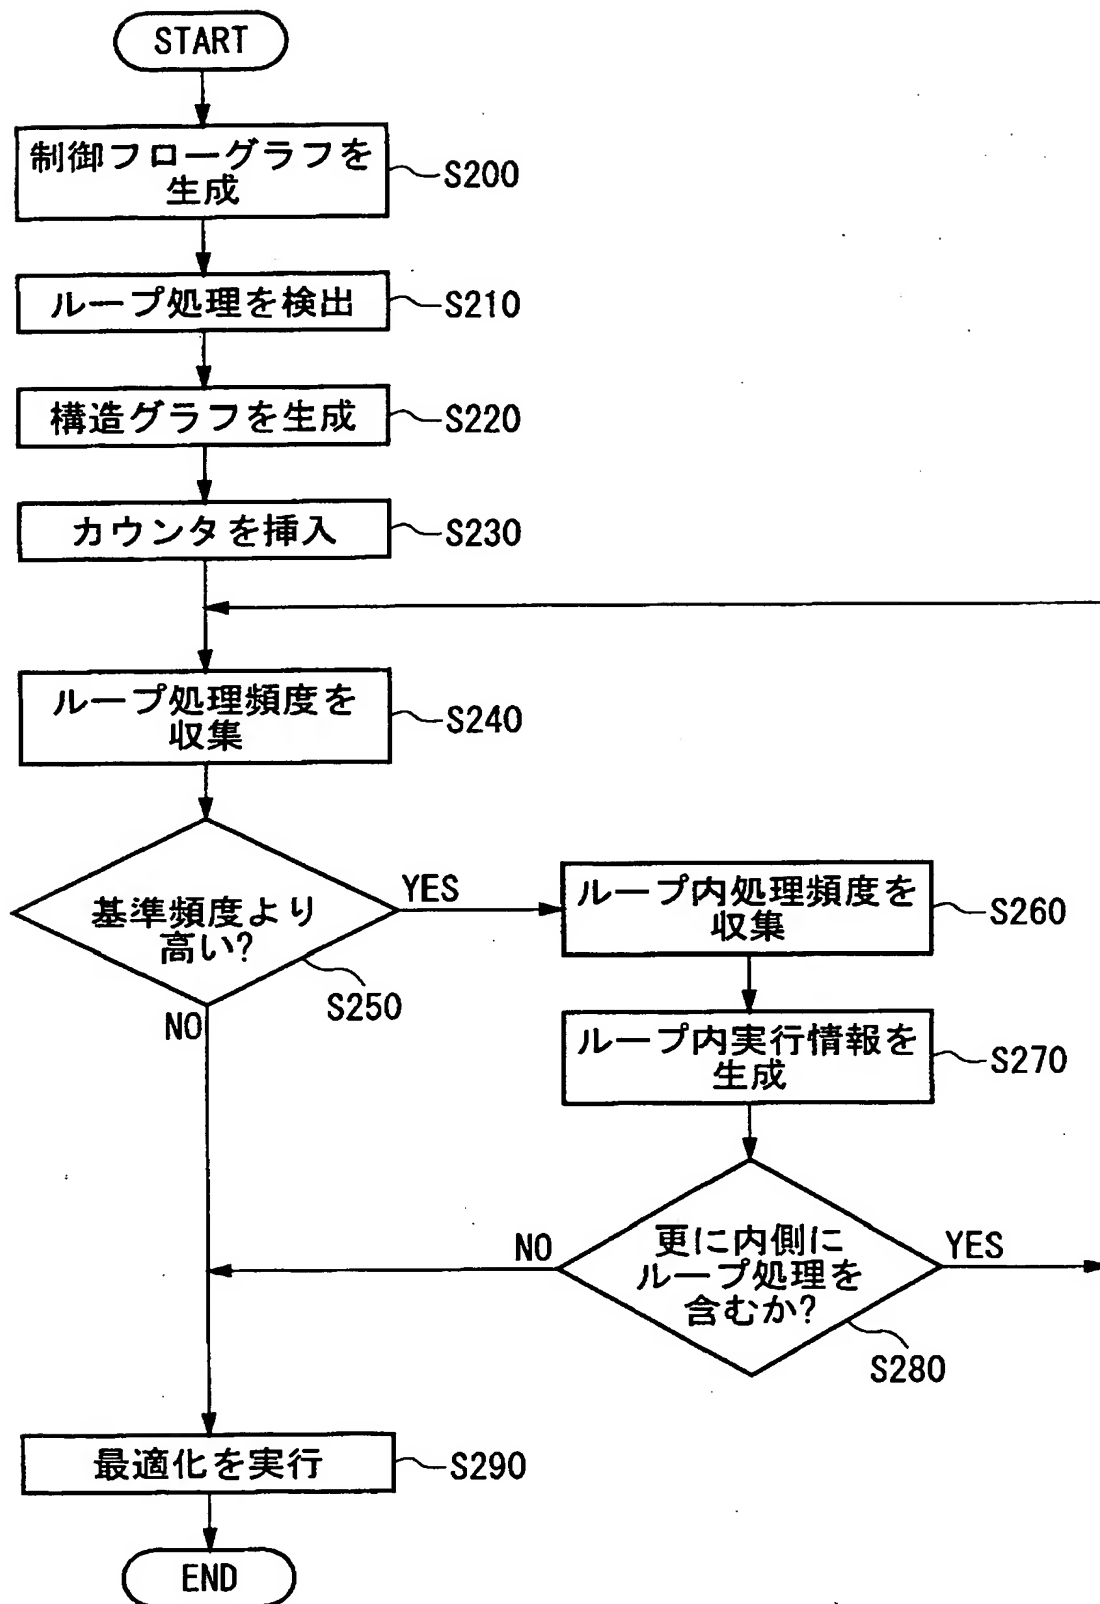 START
制御フローグラフを
生成
S200
ループ処理を検出
S210
構造グラフを生成
S220
カウンタを挿入
S230
ループ処理頻度を
収集
S240
基準頻度より
高い?
S250
YES
NO
ループ内処理頻度を
収集
S260
ループ内実行情報を
生成
S270
更に内側に
ループ処理を
含むか?
S280
NO
YES
最適化を実行
S290
END